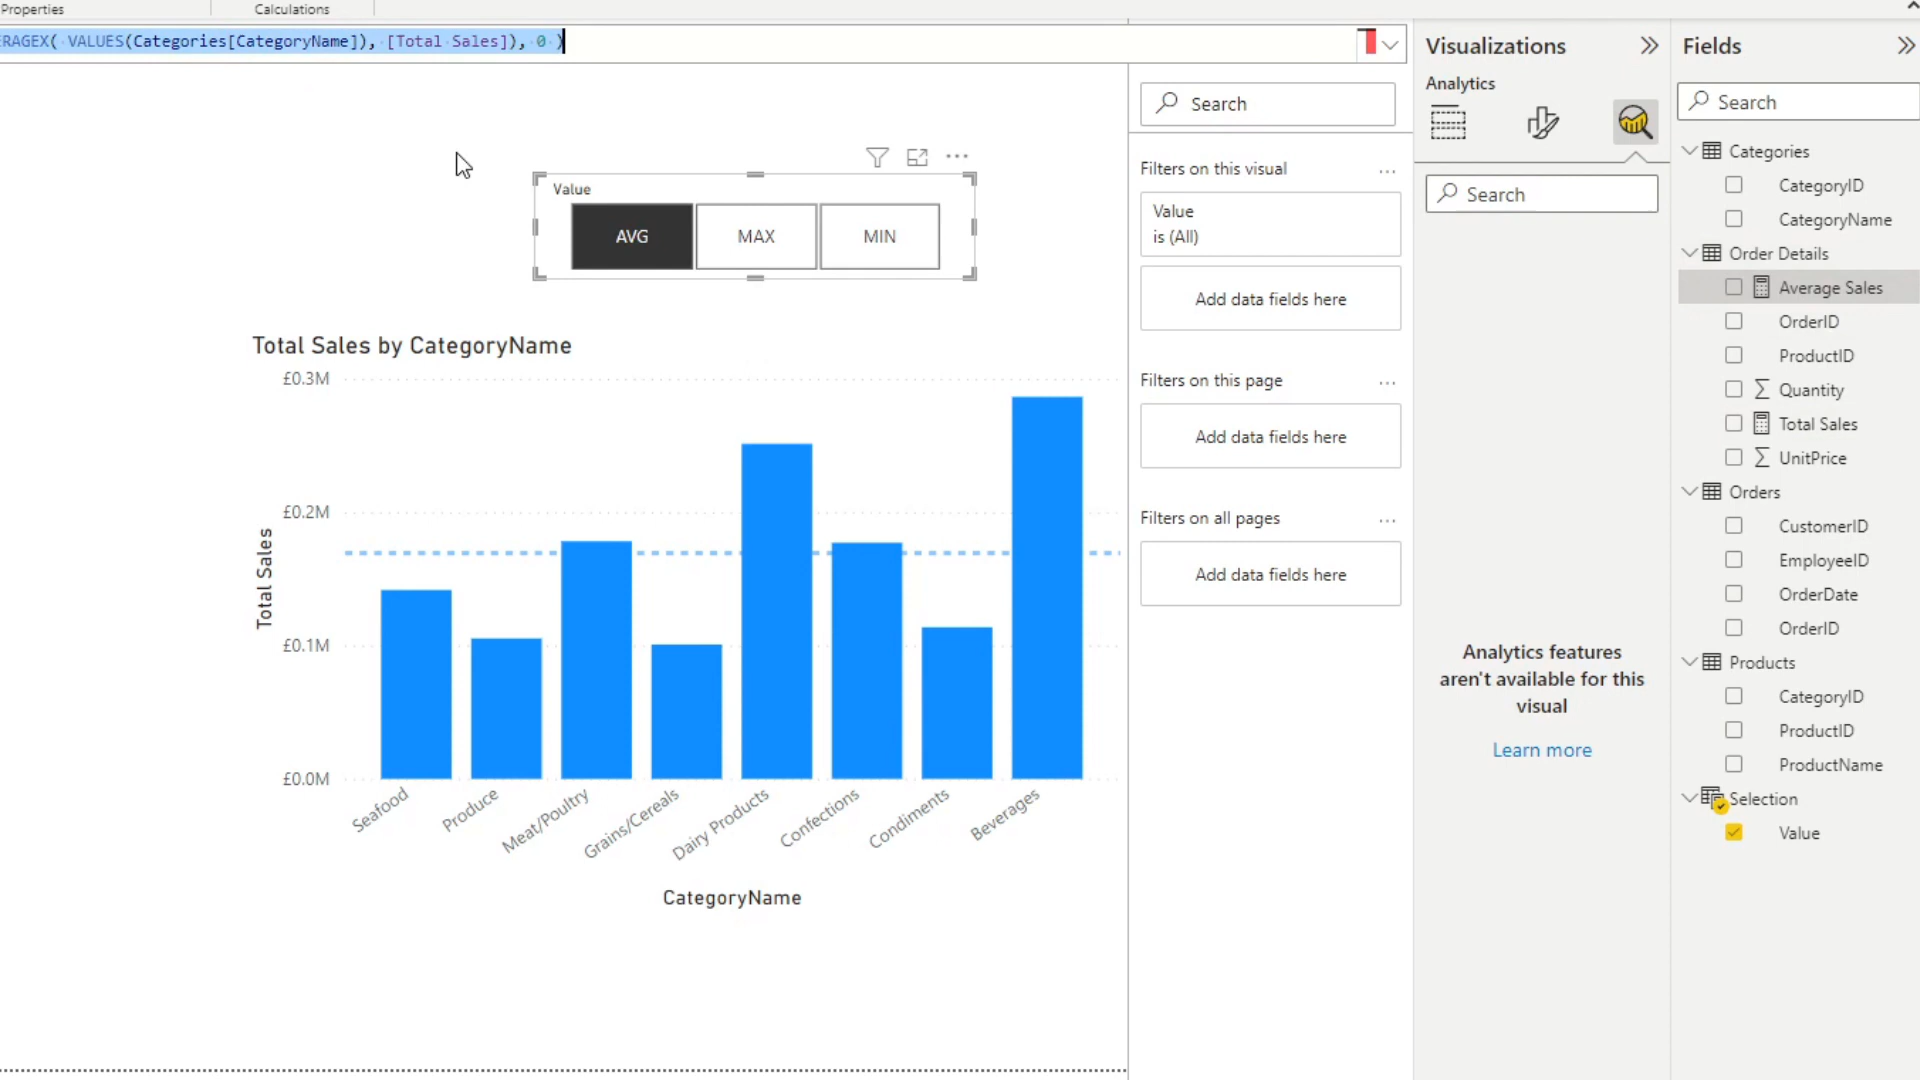 Properties
Calculations
ERAGEX( VALUES(Categories[CategoryName]), [Total Sales]), 0 )
Value
AVG
MAX
MIN
Total Sales by CategoryName
£0.3M
£0.2M
£0.1M
£0.0M
Total Sales
Seafood
Produce
Meat/Poultry
Grains/Cereals
Dairy Products
Confections
Condiments
Beverages
CategoryName
Search
Filters on this visual
...
Value
is (All)
Add data fields here
Filters on this page
...
Add data fields here
Filters on all pages
...
Add data fields here
Visualizations
Analytics
Search
Analytics features
aren't available for this
visual
Learn more
Fields
Search
Categories
CategoryID
CategoryName
Order Details
Average Sales
OrderID
ProductID
Quantity
Total Sales
UnitPrice
Orders
CustomerID
EmployeeID
OrderDate
OrderID
Products
CategoryID
ProductID
ProductName
Selection
Value